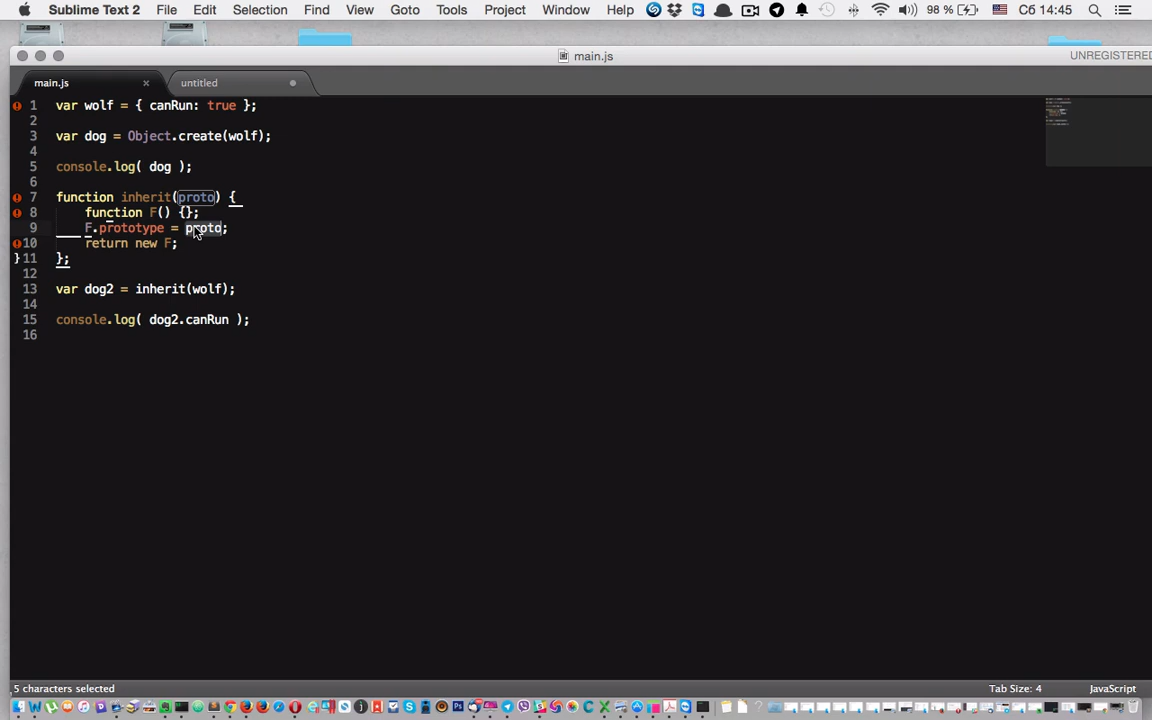 Sublime Text 2 File Edit Selection Find View Goto Tools Project Window Help 98 % Сб 14:45
main.js UNREGISTERED
main.js × untitled
1 var wolf = { canRun: true };
2
3 var dog = Object.create(wolf);
4
5 console.log( dog );
6
7 function inherit(proto) {
8 function F() {};
9 F.prototype = proto;
10 return new F;
11 };
12
13 var dog2 = inherit(wolf);
14
15 console.log( dog2.canRun );
16
5 characters selected Tab Size: 4 JavaScript